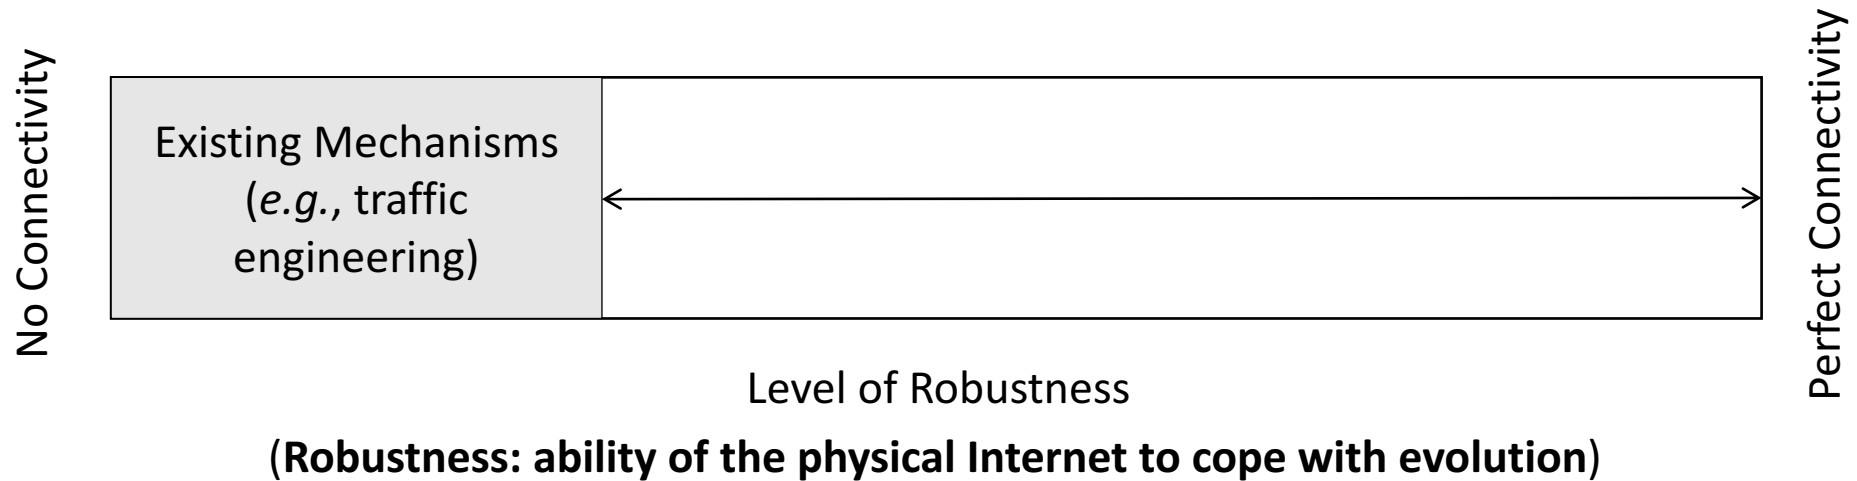 No Connectivity
Existing Mechanisms
(e.g., traffic
engineering)
Perfect Connectivity
Level of Robustness
(Robustness: ability of the physical Internet to cope with evolution)